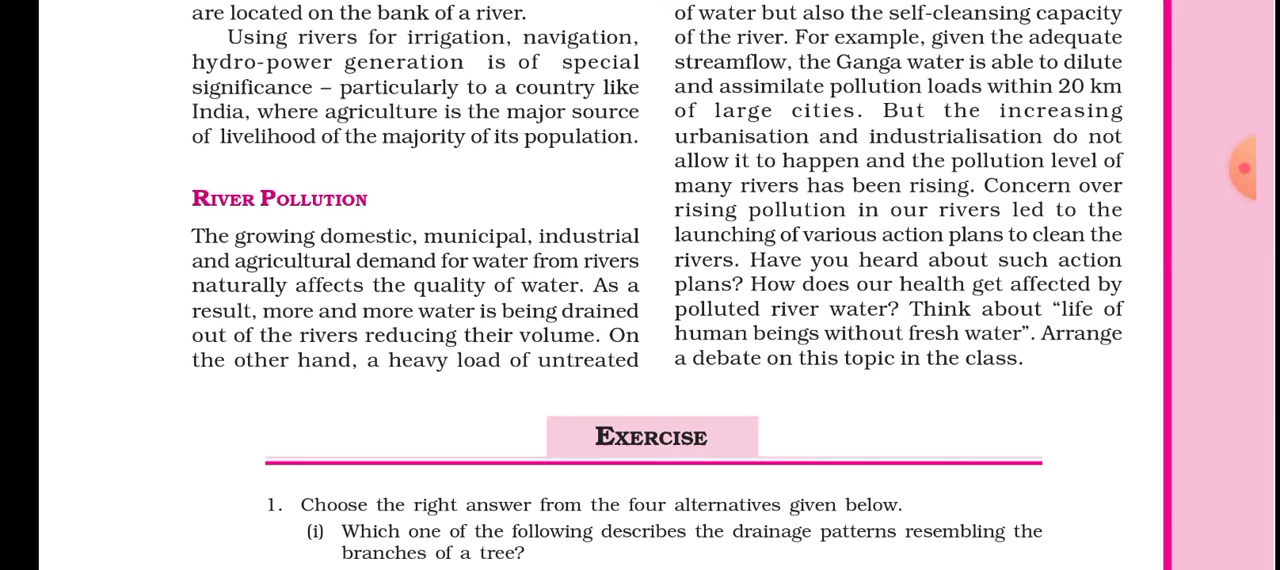 are located on the bank of a river.
Using rivers for irrigation, navigation,
hydro-power generation is of special
significance – particularly to a country like
India, where agriculture is the major source
of livelihood of the majority of its population.
RIVER POLLUTION
The growing domestic, municipal, industrial
and agricultural demand for water from rivers
naturally affects the quality of water. As a
result, more and more water is being drained
out of the rivers reducing their volume. On
the other hand, a heavy load of untreated
of water but also the self-cleansing capacity
of the river. For example, given the adequate
streamflow, the Ganga water is able to dilute
and assimilate pollution loads within 20 km
of large cities. But the increasing
urbanisation and industrialisation do not
allow it to happen and the pollution level of
many rivers has been rising. Concern over
rising pollution in our rivers led to the
launching of various action plans to clean the
rivers. Have you heard about such action
plans? How does our health get affected by
polluted river water? Think about “life of
human beings without fresh water”. Arrange
a debate on this topic in the class.
EXERCISE
1. Choose the right answer from the four alternatives given below.
(i) Which one of the following describes the drainage patterns resembling the
branches of a tree?